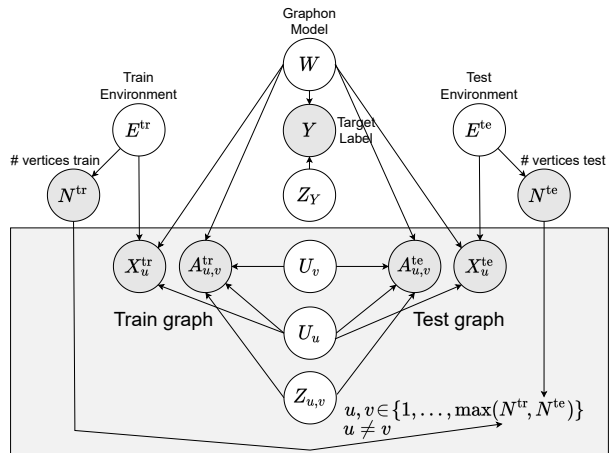 Graphon
Model
W
Train
Environment
Test
Environment
E^tr
Y
Target
Label
E^te
# vertices train
# vertices test
N^tr
Z_Y
N^te
X_u^tr
A_{u,v}^tr
U_v
A_{u,v}^te
X_u^te
Train graph
U_u
Test graph
Z_{u,v}
u, v ∈ {1, . . . , max(N^tr, N^te)}
u ≠ v